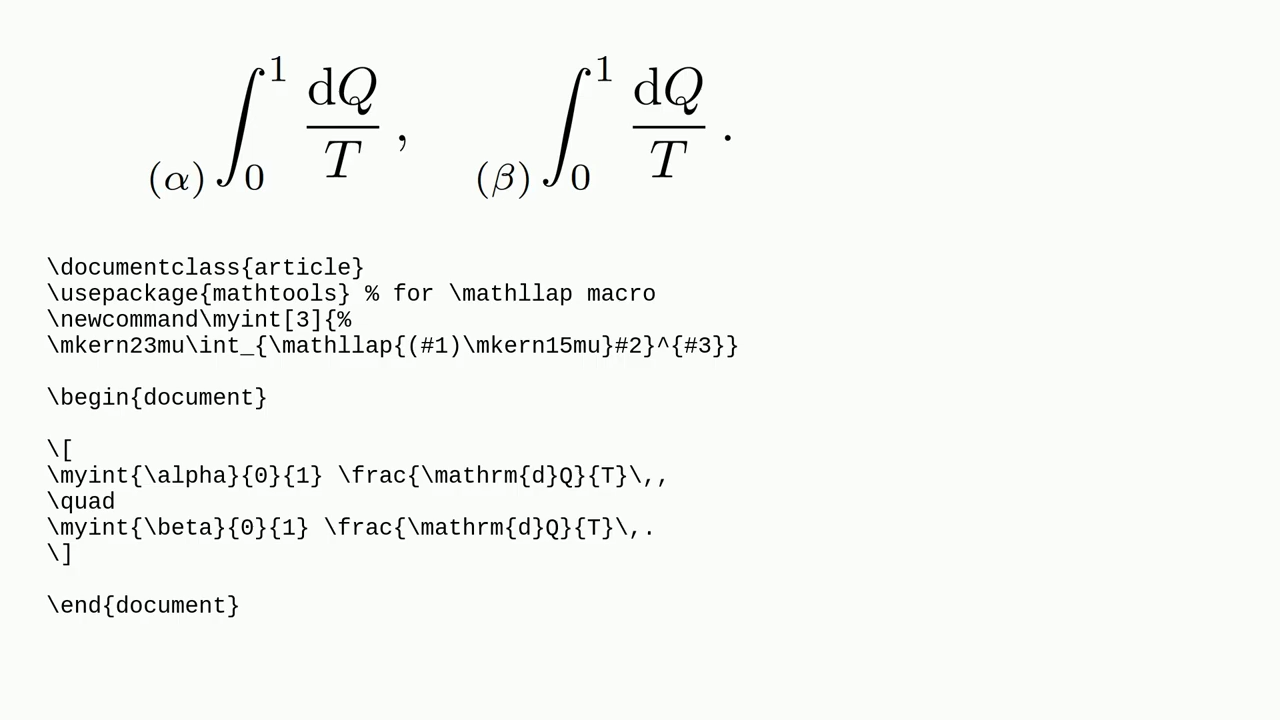 (α)∫₀¹ dQ/T , (β)∫₀¹ dQ/T .
\documentclass{article}
\usepackage{mathtools} % for \mathllap macro
\newcommand\myint[3]{%
\mkern23mu\int_{\mathllap{(#1)\mkern15mu}#2}^{#3}}
\begin{document}
\[
\myint{\alpha}{0}{1} \frac{\mathrm{d}Q}{T}\,,
\quad
\myint{\beta}{0}{1} \frac{\mathrm{d}Q}{T}\,.
\]
\end{document}